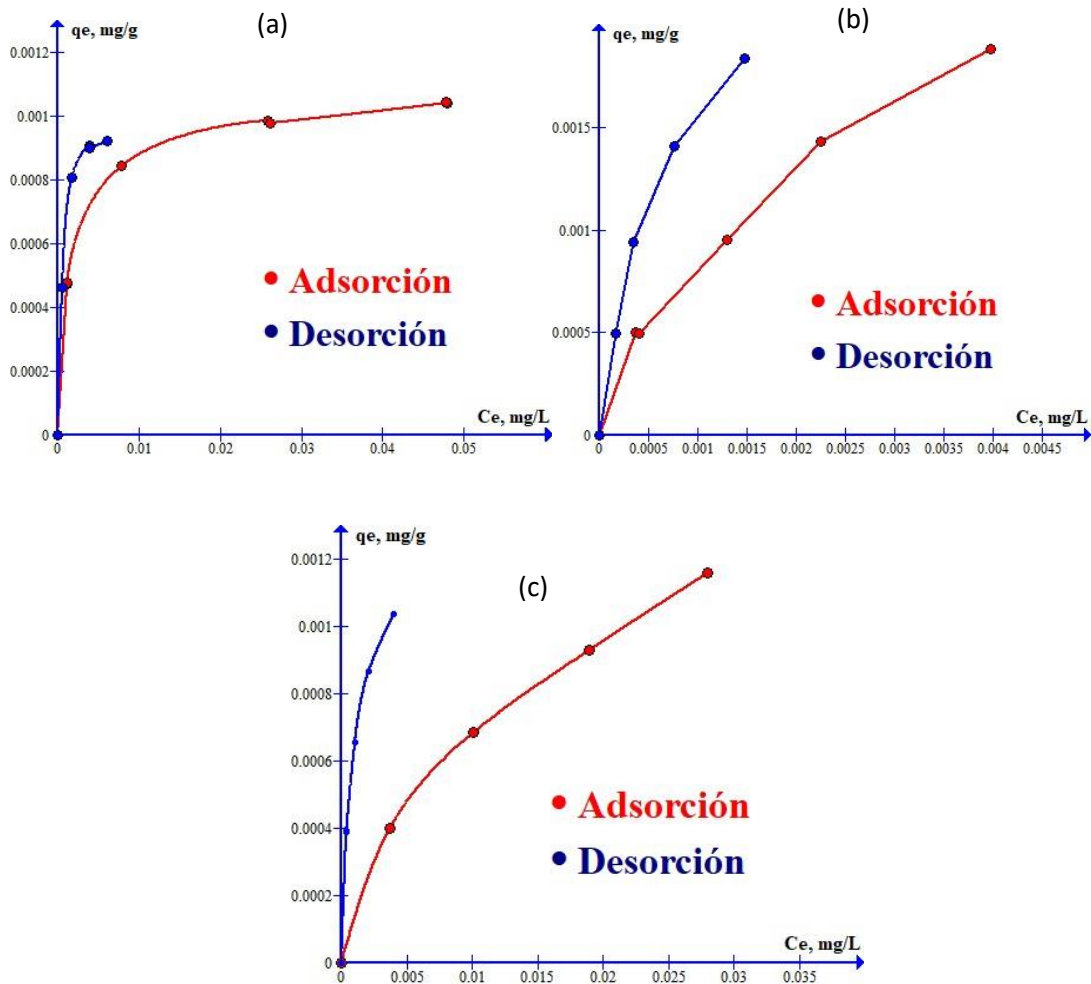 (a)
qe, mg/g
0.0012
0.001
0.0008
0.0006
0.0004
0.0002
0
• Adsorción
• Desorción
Ce, mg/L
0 0.01 0.02 0.03 0.04 0.05
(b)
qe, mg/g
0.0015
0.001
0.0005
0
• Adsorción
• Desorción
Ce, mg/L
0 0.0005 0.001 0.0015 0.002 0.0025 0.003 0.0035 0.004 0.0045
(c)
qe, mg/g
0.0012
0.001
0.0008
0.0006
0.0004
0.0002
0
• Adsorción
• Desorción
Ce, mg/L
0 0.005 0.01 0.015 0.02 0.025 0.03 0.035